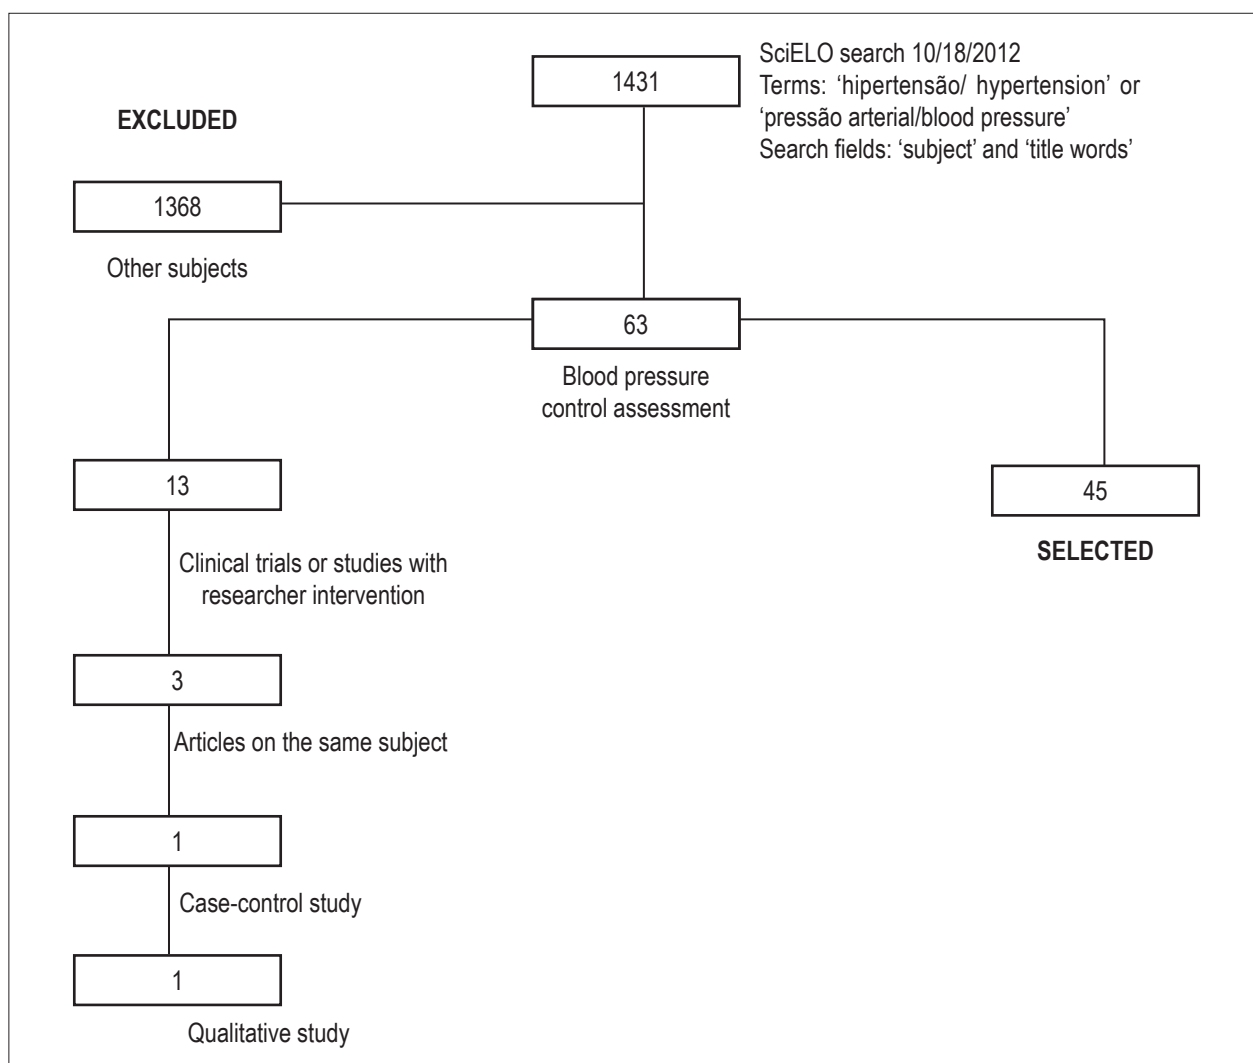 1431
SciELO search 10/18/2012
Terms: ‘hipertensão/ hypertension’ or
‘pressão arterial/blood pressure’
Search fields: ‘subject’ and ‘title words’
EXCLUDED
1368
Other subjects
63
Blood pressure
control assessment
13
Clinical trials or studies with
researcher intervention
45
SELECTED
3
Articles on the same subject
1
Case-control study
1
Qualitative study